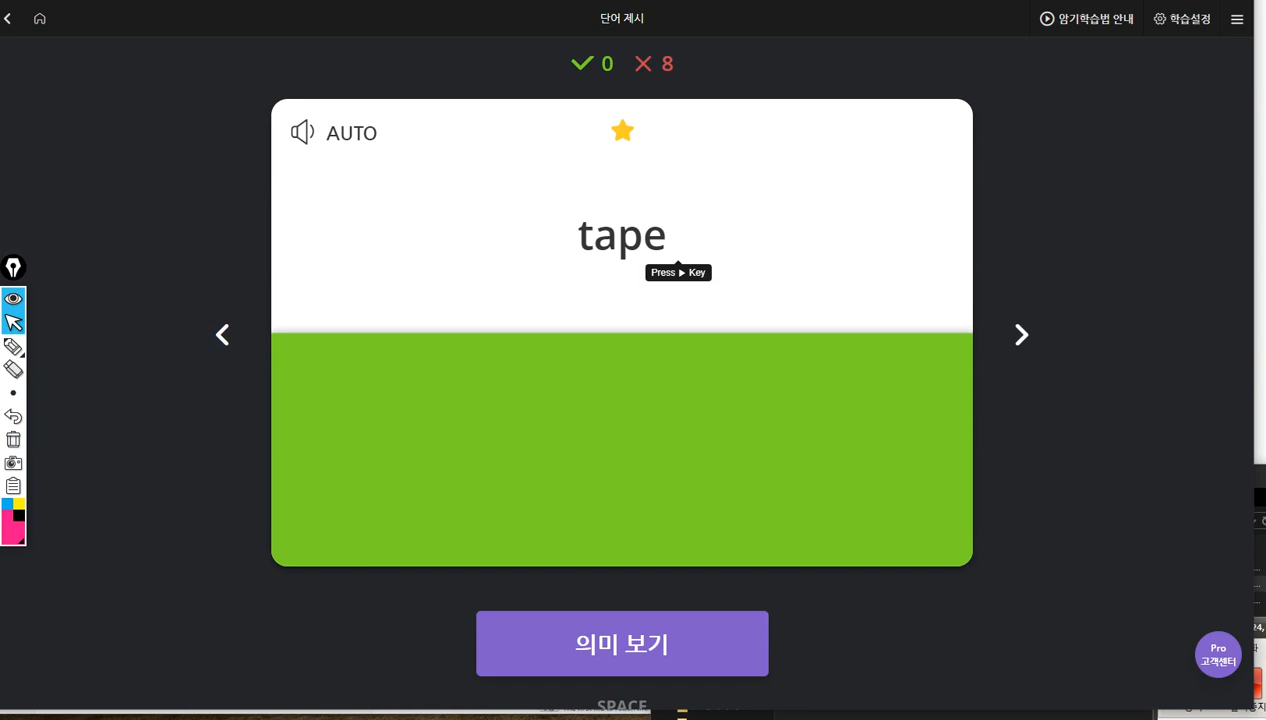 단어 제시
암기학습법 안내
학습설정
0
8
AUTO
tape
Press ▶ Key
의미 보기
SPACE
Pro
고객센터
24,